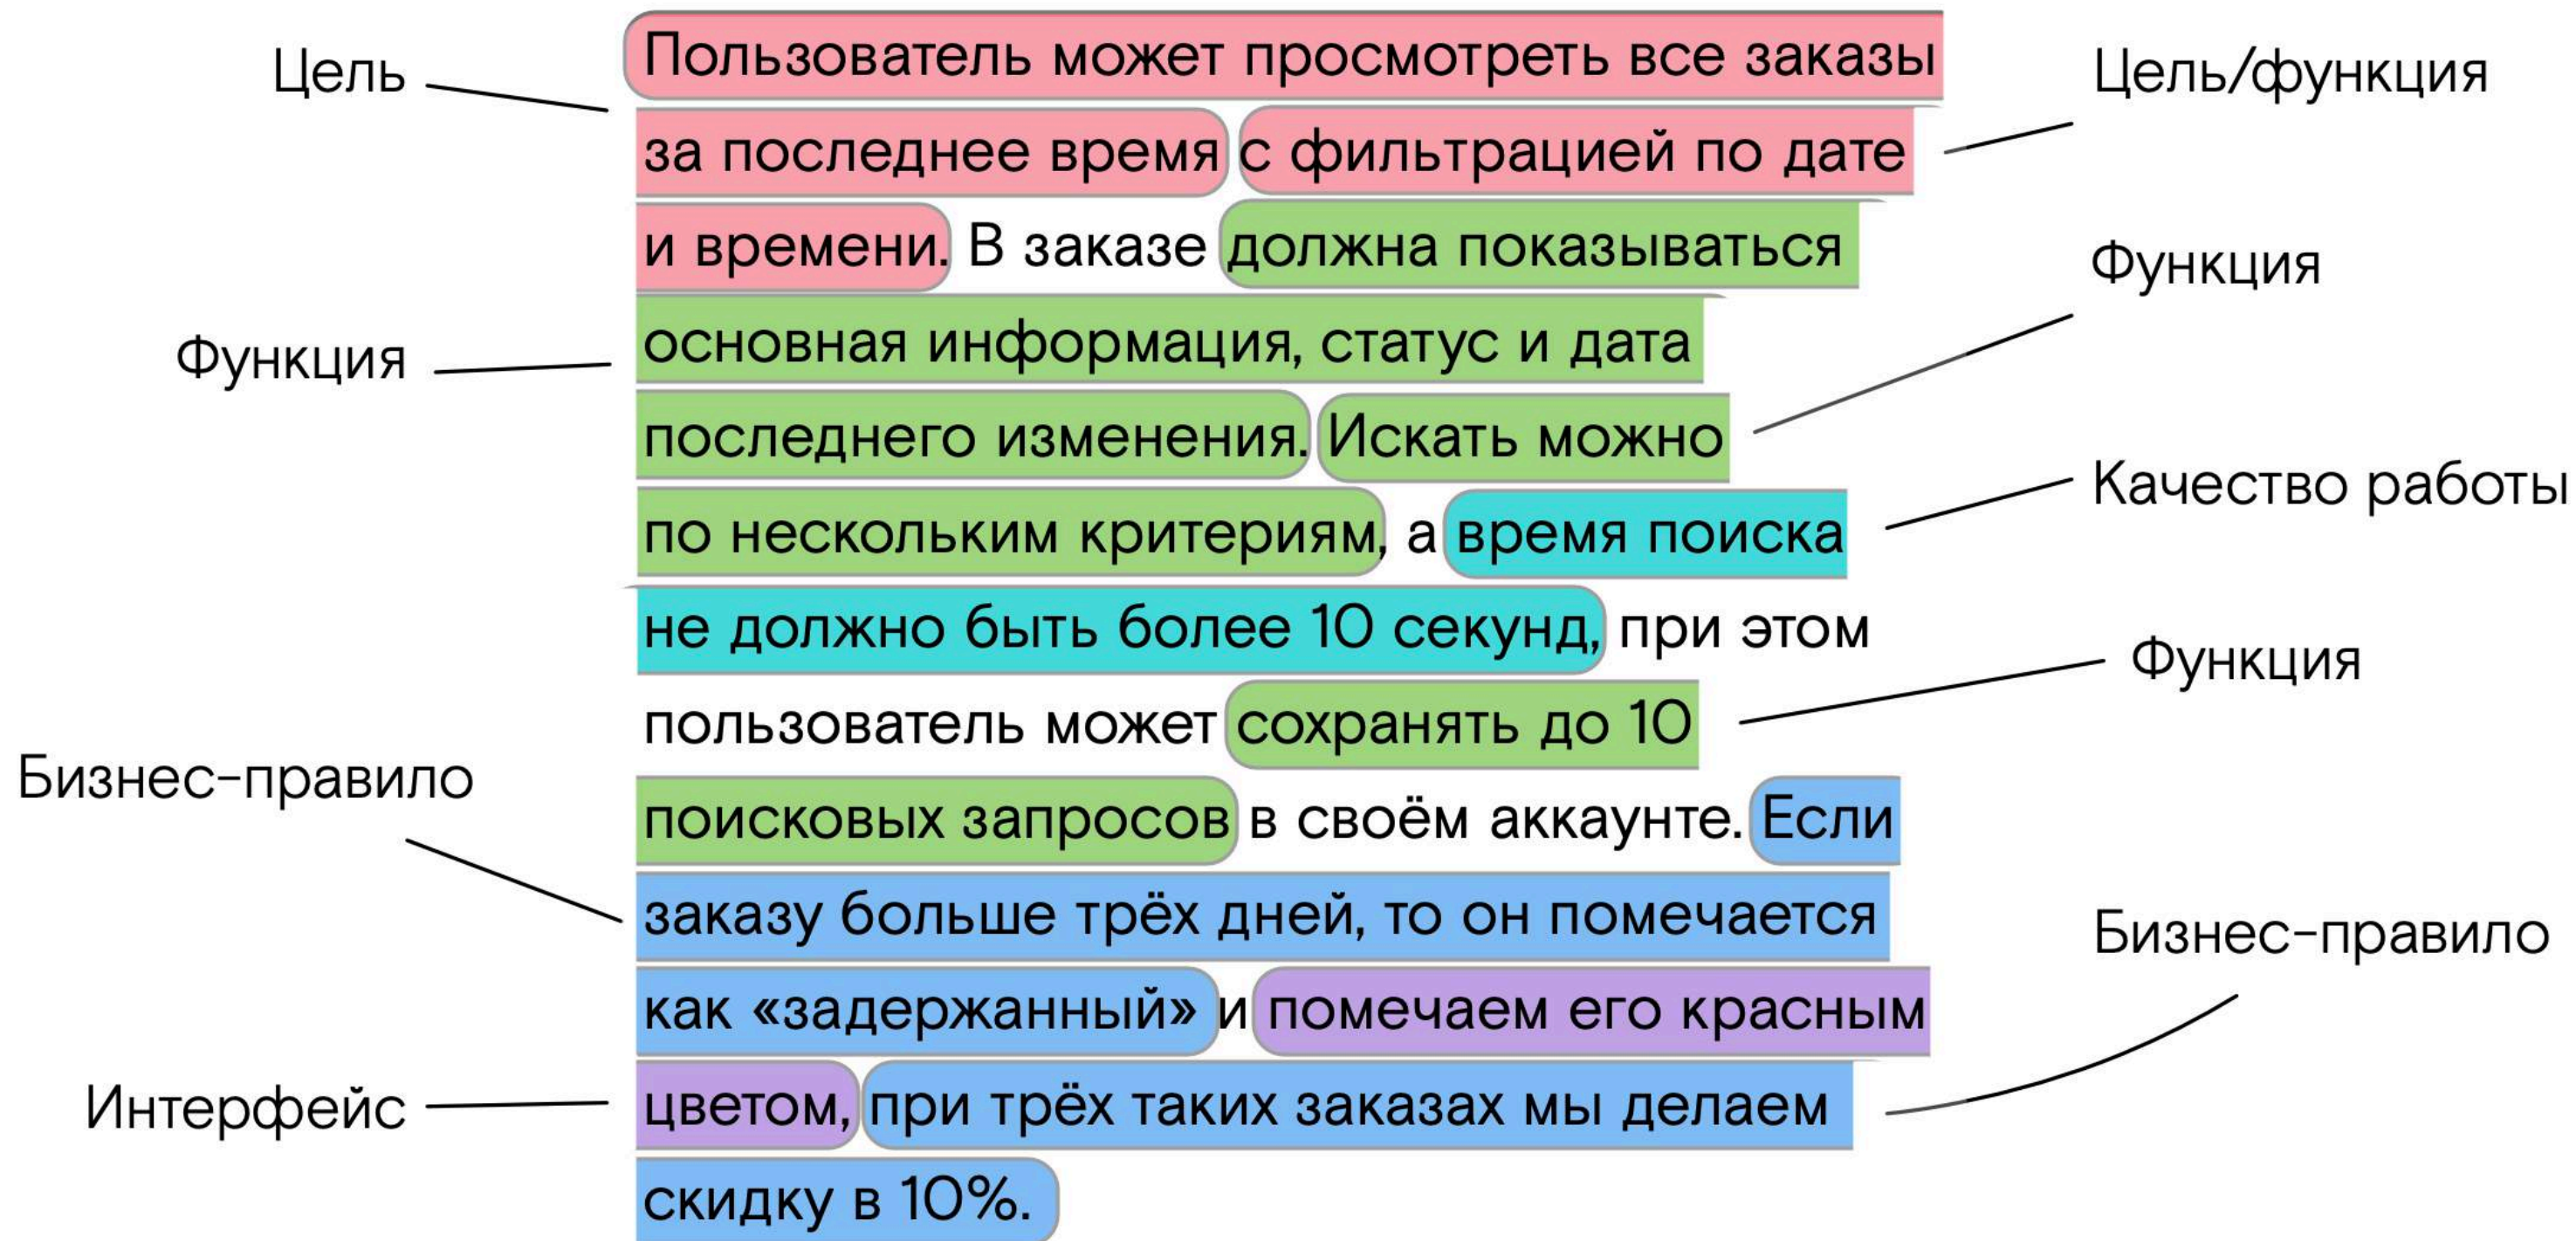 Цель
Пользователь может просмотреть все заказы
Цель/функция
за последнее время с фильтрацией по дате
и времени. В заказе должна показываться
Функция
Функция
основная информация, статус и дата
последнего изменения. Искать можно
Качество работы
по нескольким критериям, а время поиска
не должно быть более 10 секунд, при этом
Функция
пользователь может сохранять до 10
Бизнес-правило
поисковых запросов в своём аккаунте. Если
заказу больше трёх дней, то он помечается
Бизнес-правило
как «задержанный» и помечаем его красным
Интерфейс
цветом, при трёх таких заказах мы делаем
скидку в 10%.